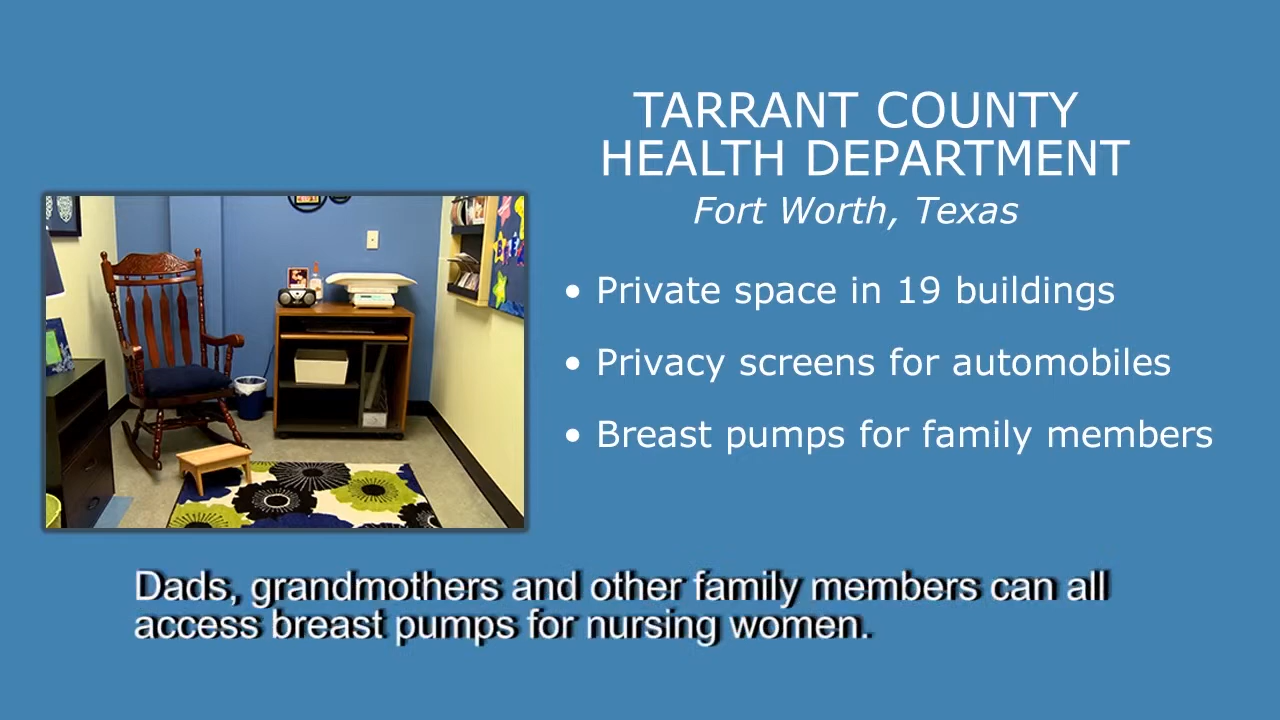 TARRANT COUNTY
HEALTH DEPARTMENT
Fort Worth, Texas
• Private space in 19 buildings
• Privacy screens for automobiles
• Breast pumps for family members
Dads, grandmothers and other family members can all
access breast pumps for nursing women.